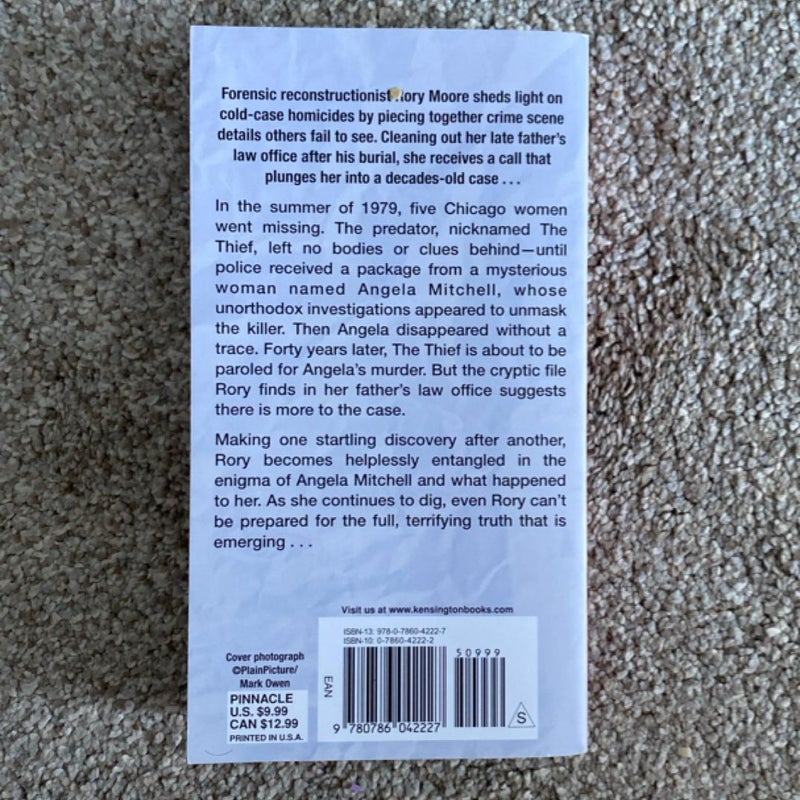 Forensic reconstructionist Rory Moore sheds light on
cold-case homicides by piecing together crime scene
details others fail to see. Cleaning out her late father's
law office after his burial, she receives a call that
plunges her into a decades-old case . . .
In the summer of 1979, five Chicago women
went missing. The predator, nicknamed The
Thief, left no bodies or clues behind—until
police received a package from a mysterious
woman named Angela Mitchell, whose
unorthodox investigations appeared to unmask
the killer. Then Angela disappeared without a
trace. Forty years later, The Thief is about to be
paroled for Angela's murder. But the cryptic file
Rory finds in her father's law office suggests
there is more to the case.
Making one startling discovery after another,
Rory becomes helplessly entangled in the
enigma of Angela Mitchell and what happened
to her. As she continues to dig, even Rory can't
be prepared for the full, terrifying truth that is
emerging . . .
Visit us at www.kensingtonbooks.com
ISBN-13: 978-0-7860-4222-7
ISBN-10: 0-7860-4222-2
50999
EAN
9 780786 042227
S
Cover photograph
©PlainPicture/
Mark Owen
PINNACLE
U.S. $9.99
CAN $12.99
PRINTED IN U.S.A.